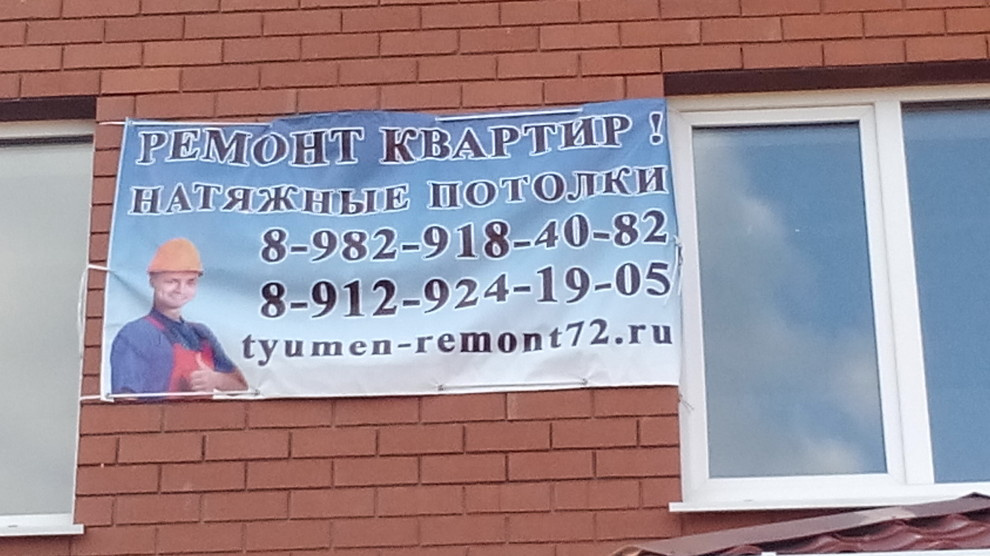 РЕМОНТ КВАРТИР !
НАТЯЖНЫЕ ПОТОЛКИ
8-982-918-40-82
8-912-924-19-05
tyumen-remont72.ru